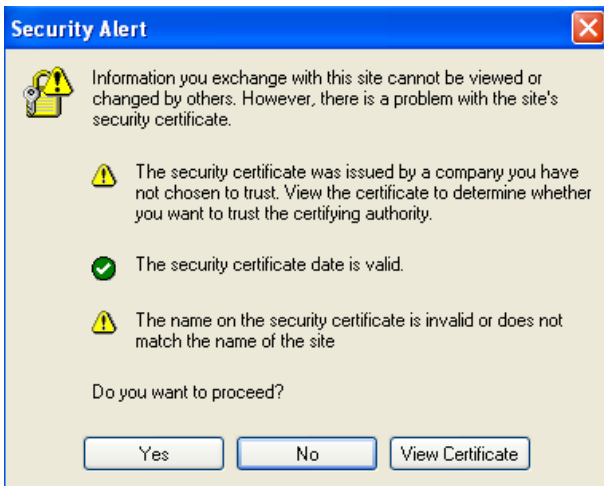 Security Alert
Information you exchange with this site cannot be viewed or
changed by others. However, there is a problem with the site's
security certificate.
The security certificate was issued by a company you have
not chosen to trust. View the certificate to determine whether
you want to trust the certifying authority.
The security certificate date is valid.
The name on the security certificate is invalid or does not
match the name of the site
Do you want to proceed?
Yes
No
View Certificate